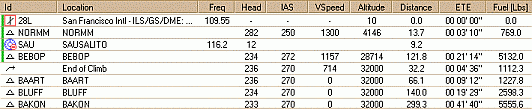 Id Location Freq Head IAS VSpeed Altitude Distance ETE Fuel [Lbs]
28L San Francisco Intl - ILS/GS/DME: ... 109.55 - - - 10 0.0 00 00'00" 0.0
NORMM NORMM 282 250 1300 4146 13.7 00 03'10" 769.0
SAU SAUSALITO 116.2 12 9.2
BEBOP BEBOP 234 272 1157 28714 121.8 00 21'14" 5132.0
End of Climb 236 270 714 32000 32.2 00 04'36" 1112.3
BAART BAART 236 270 0 32000 66.1 00 09'12" 1227.8
BLUFF BLUFF 234 270 0 32000 140.0 00 19'29" 2598.3
BAKON BAKON 233 270 0 32000 299.3 00 41'40" 5555.6